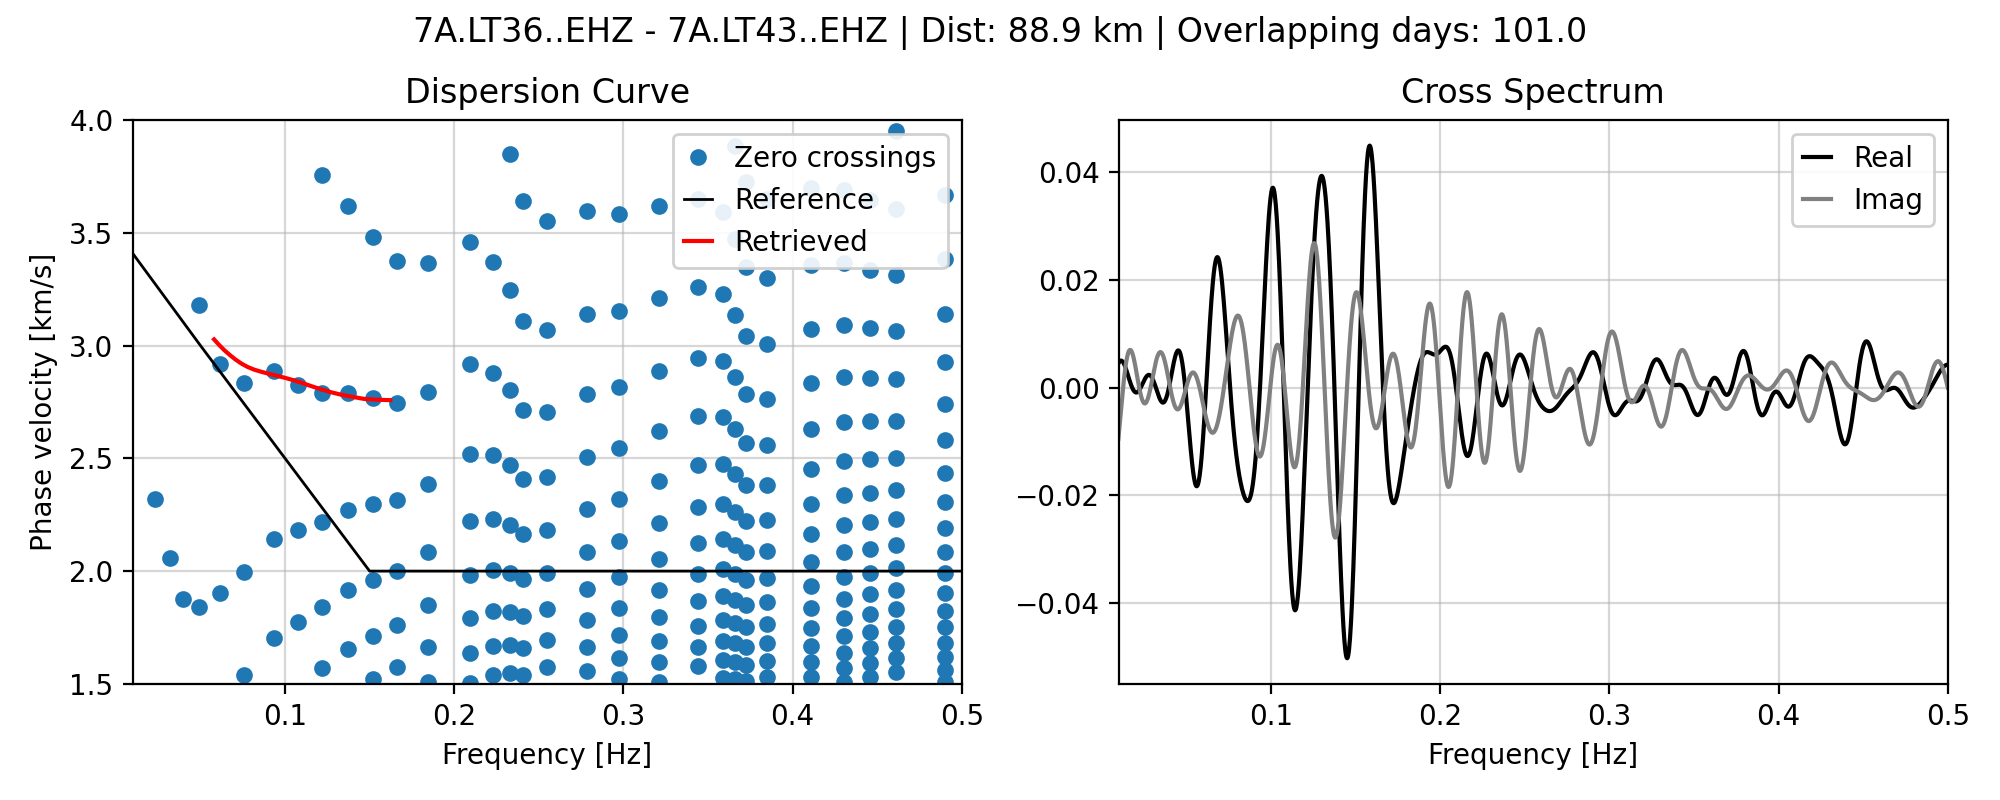 7A.LT36..EHZ - 7A.LT43..EHZ | Dist: 88.9 km | Overlapping days: 101.0
Dispersion Curve
Phase velocity [km/s]
4.0
3.5
3.0
2.5
2.0
1.5
Zero crossings
Reference
Retrieved
0.1 0.2 0.3 0.4 0.5
Frequency [Hz]
Cross Spectrum
0.04
0.02
0.00
−0.02
−0.04
Real
Imag
0.1 0.2 0.3 0.4 0.5
Frequency [Hz]